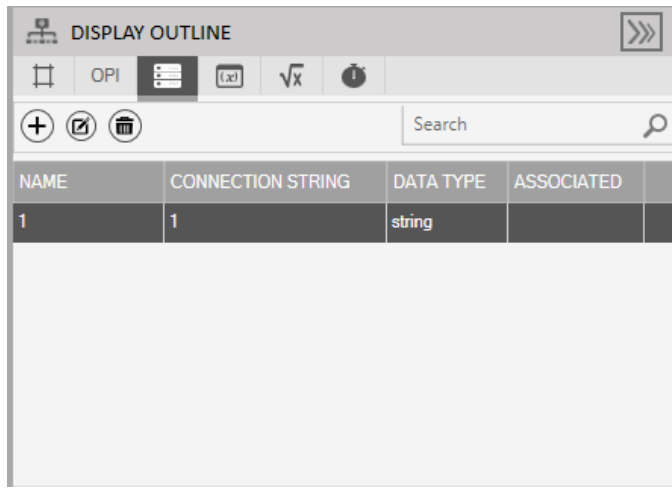 DISPLAY OUTLINE
OPI (x) √x
Search
NAME CONNECTION STRING DATA TYPE ASSOCIATED
1 1 string